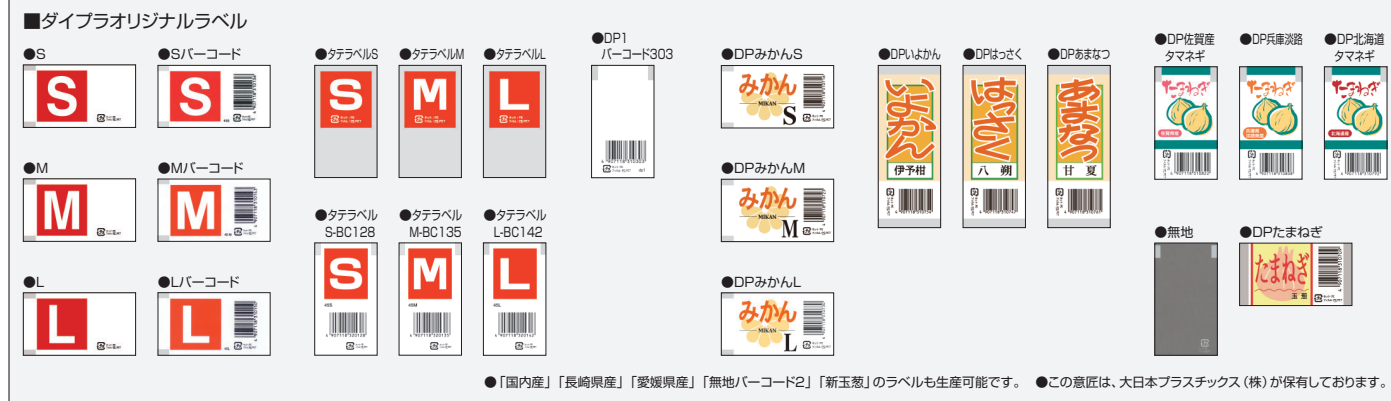 ■ダイプラオリジナルラベル
●S
S
●Sバーコード
S
●M
M
●Mバーコード
M
●L
L
●Lバーコード
L
●タテラベルS
S
●タテラベルM
M
●タテラベルL
L
●タテラベル
S-BC128
S
●タテラベル
M-BC135
M
●タテラベル
L-BC142
L
●DP1
バーコード303
●DPみかんS
みかん
MIKAN
S
●DPみかんM
みかん
MIKAN
M
●DPみかんL
みかん
MIKAN
L
●DPいよかん
いよかん
伊予柑
●DPはっさく
はっさく
八朔
●DPあまなつ
あまなつ
甘夏
●DP佐賀産
タマネギ
たまねぎ
佐賀県産
●DP兵庫淡路
たまねぎ
●DP北海道
タマネギ
たまねぎ
北海道産
●無地
●DPたまねぎ
たまねぎ
玉葱
●「国内産」「長崎県産」「愛媛県産」「無地バーコード2」「新玉葱」のラベルも生産可能です。 ●この意匠は、大日本プラスチックス(株)が保有しております。